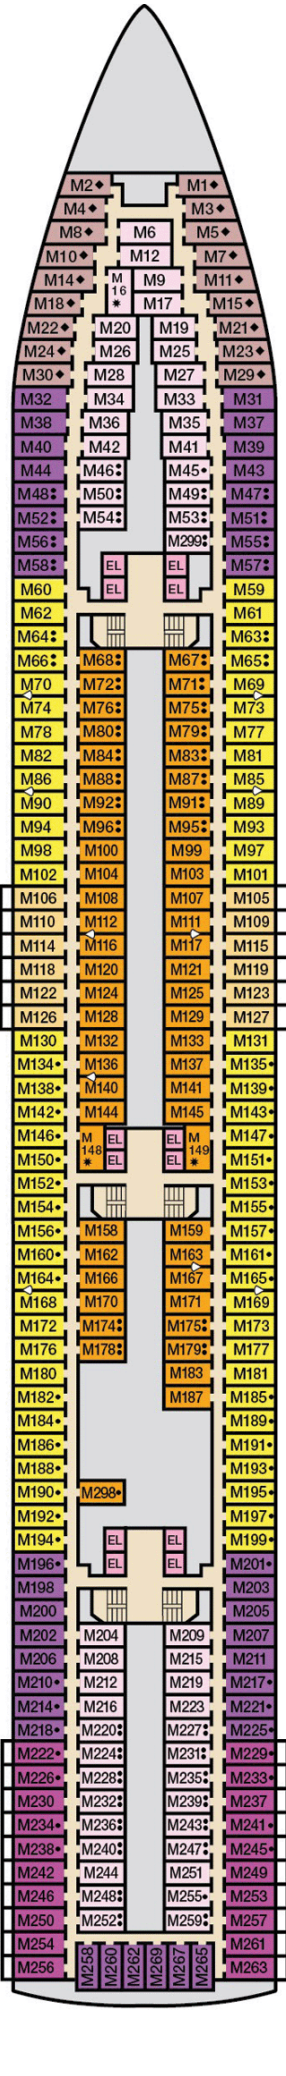 M2◆ M1◆
M4◆ M3◆
M8◆ M6 M5◆
M10◆ M12 M7◆
M14◆ M16✷ M9 M11◆
M18◆ M17 M15◆
M22◆ M20 M19 M21◆
M24◆ M26 M25 M23◆
M30◆ M28 M27 M29◆
M32 M34 M33 M31
M38 M36 M35 M37
M40 M42 M41 M39
M44 M46: M45• M43
M48: M50: M49: M47:
M52: M54: M53: M51:
M56: M299: M55:
M58: EL EL M57:
M60 EL EL M59
M62 M61
M64: M63:
M66: M68: M67: M65:
M70 M72: M71: M69
M74 M76: M75: M73
M78 M80: M79: M77
M82 M84: M83: M81
M86 M88: M87: M85
M90 M92: M91: M89
M94 M96: M95: M93
M98 M100 M99 M97
M102 M104 M103 M101
M106 M108 M107 M105
M110 M112 M111 M109
M114 M116 M117 M115
M118 M120 M121 M119
M122 M124 M125 M123
M126 M128 M129 M127
M130 M132 M133 M131
M134• M136 M137 M135•
M138• M140 M141 M139•
M142• M144 M145 M143•
M146• M148✷ EL EL M149✷ M147•
M150• EL EL M151•
M152• M153•
M154• M155•
M156• M158 M159 M157•
M160• M162 M163 M161•
M164• M166 M167 M165•
M168 M170 M171 M169
M172 M174: M175: M173
M176 M178: M179: M177
M180 M183 M181
M182• M187 M185•
M184• M189•
M186• M191•
M188• M193•
M190• M298• M195•
M192• M197•
M194• EL EL M199•
M196• EL EL M201•
M198 M203
M200 M205
M202 M204 M209 M207
M206 M208 M215 M211
M210• M212 M219 M217•
M214• M216 M223 M221•
M218• M220: M227: M225•
M222• M224: M231: M229•
M226• M228: M235: M233•
M230 M232: M239: M237
M234• M236: M243: M241•
M238• M240: M247: M245•
M242 M244 M251 M249
M246 M248: M255• M253
M250 M252: M259: M257
M254 M261
M256 M258 M260 M262 M269 M267 M265 M263